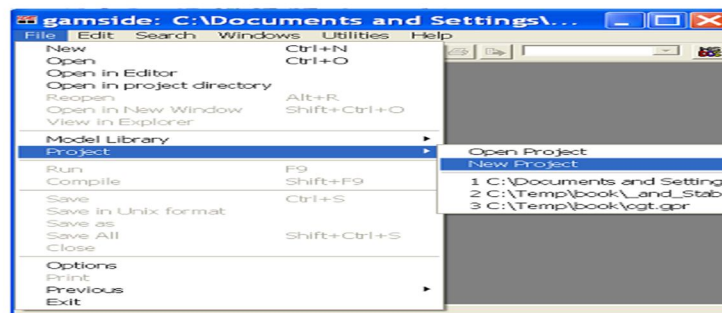 gamside: C:\Documents and Settings\...
File Edit Search Windows Utilities Help
New Ctrl+N
Open Ctrl+O
Open in Editor
Open in project directory
Reopen Alt+R
Open in New Window Shift+Ctrl+O
View in Explorer
Model Library
Project
Run F9
Compile Shift+F9
Save Ctrl+S
Save in Unix format
Save as
Save All Shift+Ctrl+S
Close
Options
Print
Previous
Exit
Open Project
New Project
1 C:\Documents and Setting
2 C:\Temp\book\_and_Stab
3 C:\Temp\book\cgt.gpr